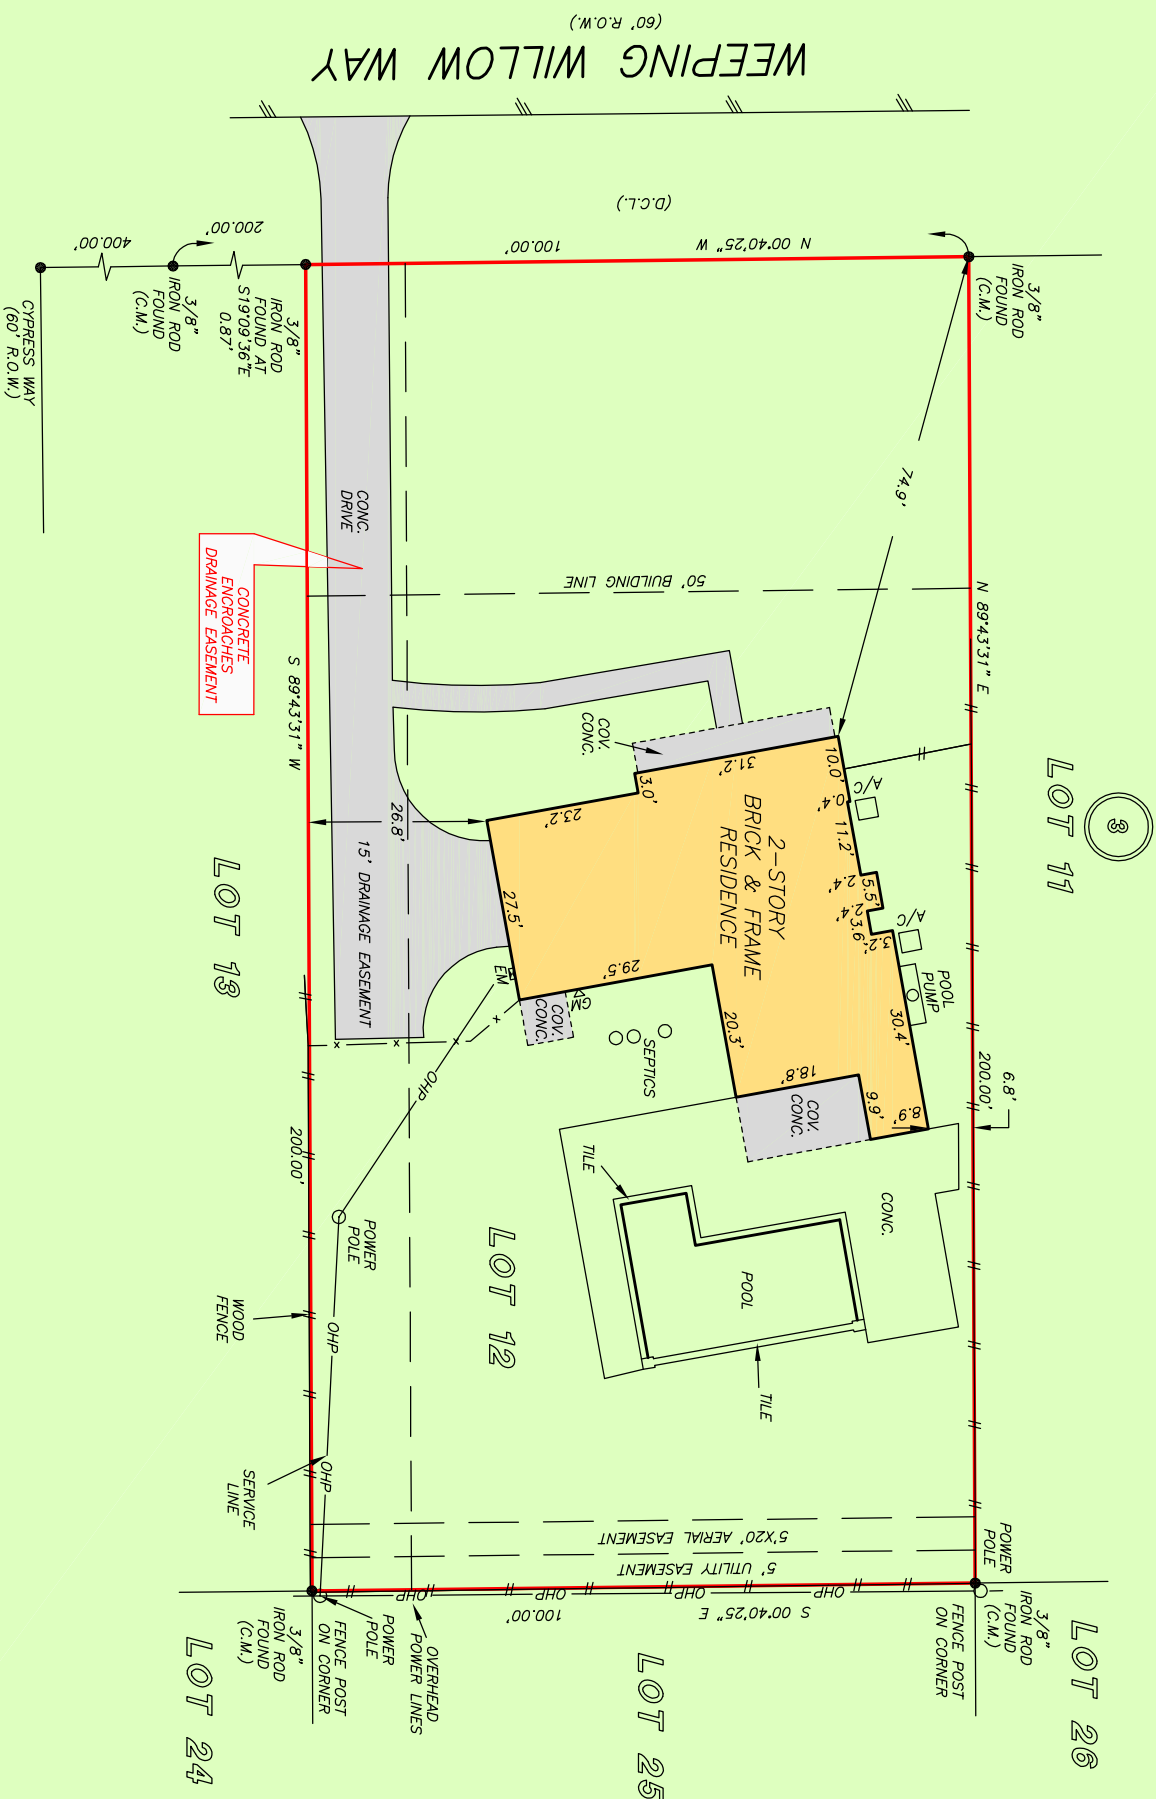 (60' R.O.W.)
WEEPING WILLOW WAY
(D.C.L.)
N 00°40'25" W
100.00'
200.00'
400.00'
3/8"
IRON ROD
FOUND
(C.M.)
3/8"
IRON ROD
FOUND AT
S19°09'36"E
0.87'
3/8"
IRON ROD
FOUND
(C.M.)
CYPRESS WAY
(60' R.O.W.)
74.9'
CONC.
DRIVE
CONCRETE
ENCROACHES
DRAINAGE EASEMENT
50' BUILDING LINE
N 89°43'31" E
S 89°43'31" W
LOT 11
3
COV.
CONC.
31.2'
10.0'
3.0'
23.2'
A/C
0.4'
11.2'
2.4'
5.5'
2.4'
3.6'
3.2'
A/C
POOL
PUMP
30.4'
2-STORY
BRICK & FRAME
RESIDENCE
26.8'
27.5'
15' DRAINAGE EASEMENT
LOT 13
EM
29.5'
GM
COV.
CONC.
SEPTICS
20.3'
18.8'
9.9'
8.9'
COV.
CONC.
200.00'
6.8'
OHP
200.00'
TILE
CONC.
POOL
TILE
LOT 12
POWER
POLE
WOOD
FENCE
OHP
OHP
SERVICE
LINE
5'X20' AERIAL EASEMENT
5' UTILITY EASEMENT
POWER
POLE
OHP
OHP
OHP
OHP
S 00°40'25" E
100.00'
3/8"
IRON ROD
FOUND
(C.M.)
FENCE POST
ON CORNER
3/8"
IRON ROD
FOUND
(C.M.)
FENCE POST
ON CORNER
POWER
POLE
OVERHEAD
POWER LINES
LOT 26
LOT 25
LOT 24